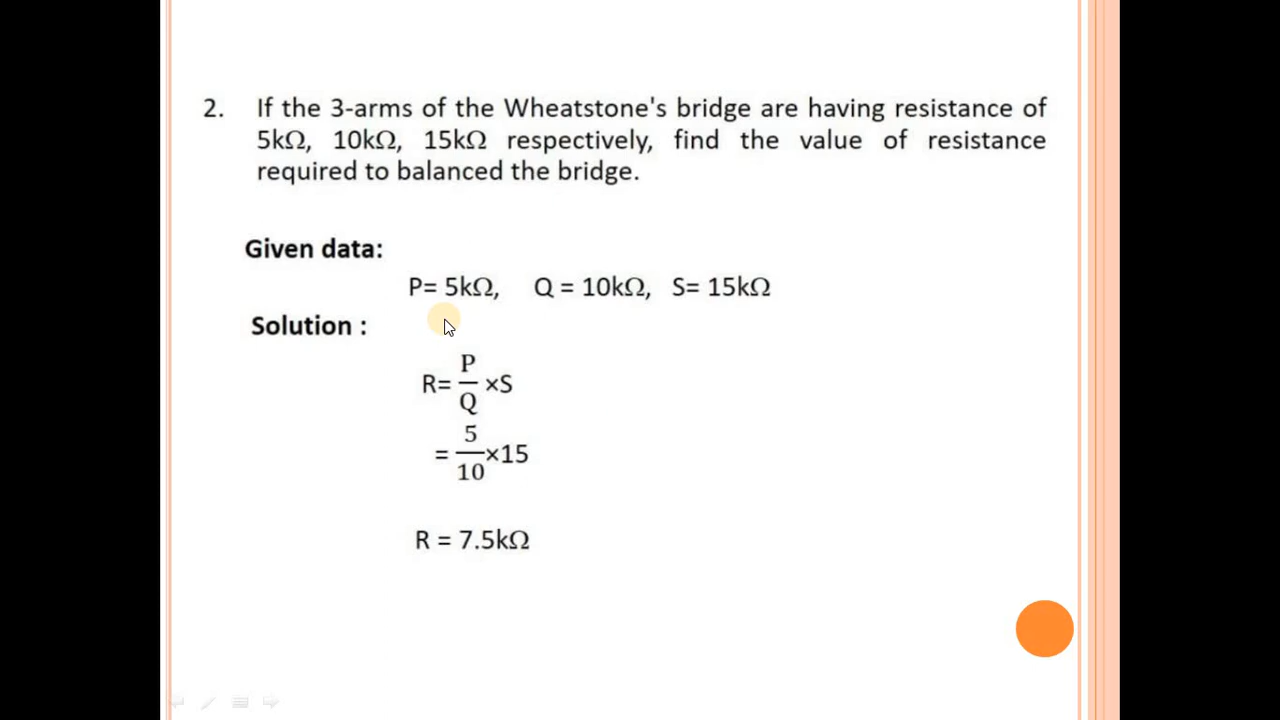 2. If the 3-arms of the Wheatstone's bridge are having resistance of
5kΩ, 10kΩ, 15kΩ respectively, find the value of resistance
required to balanced the bridge.
Given data:
P= 5kΩ, Q = 10kΩ, S= 15kΩ
Solution :
R= P/Q ×S
= 5/10 ×15
R = 7.5kΩ